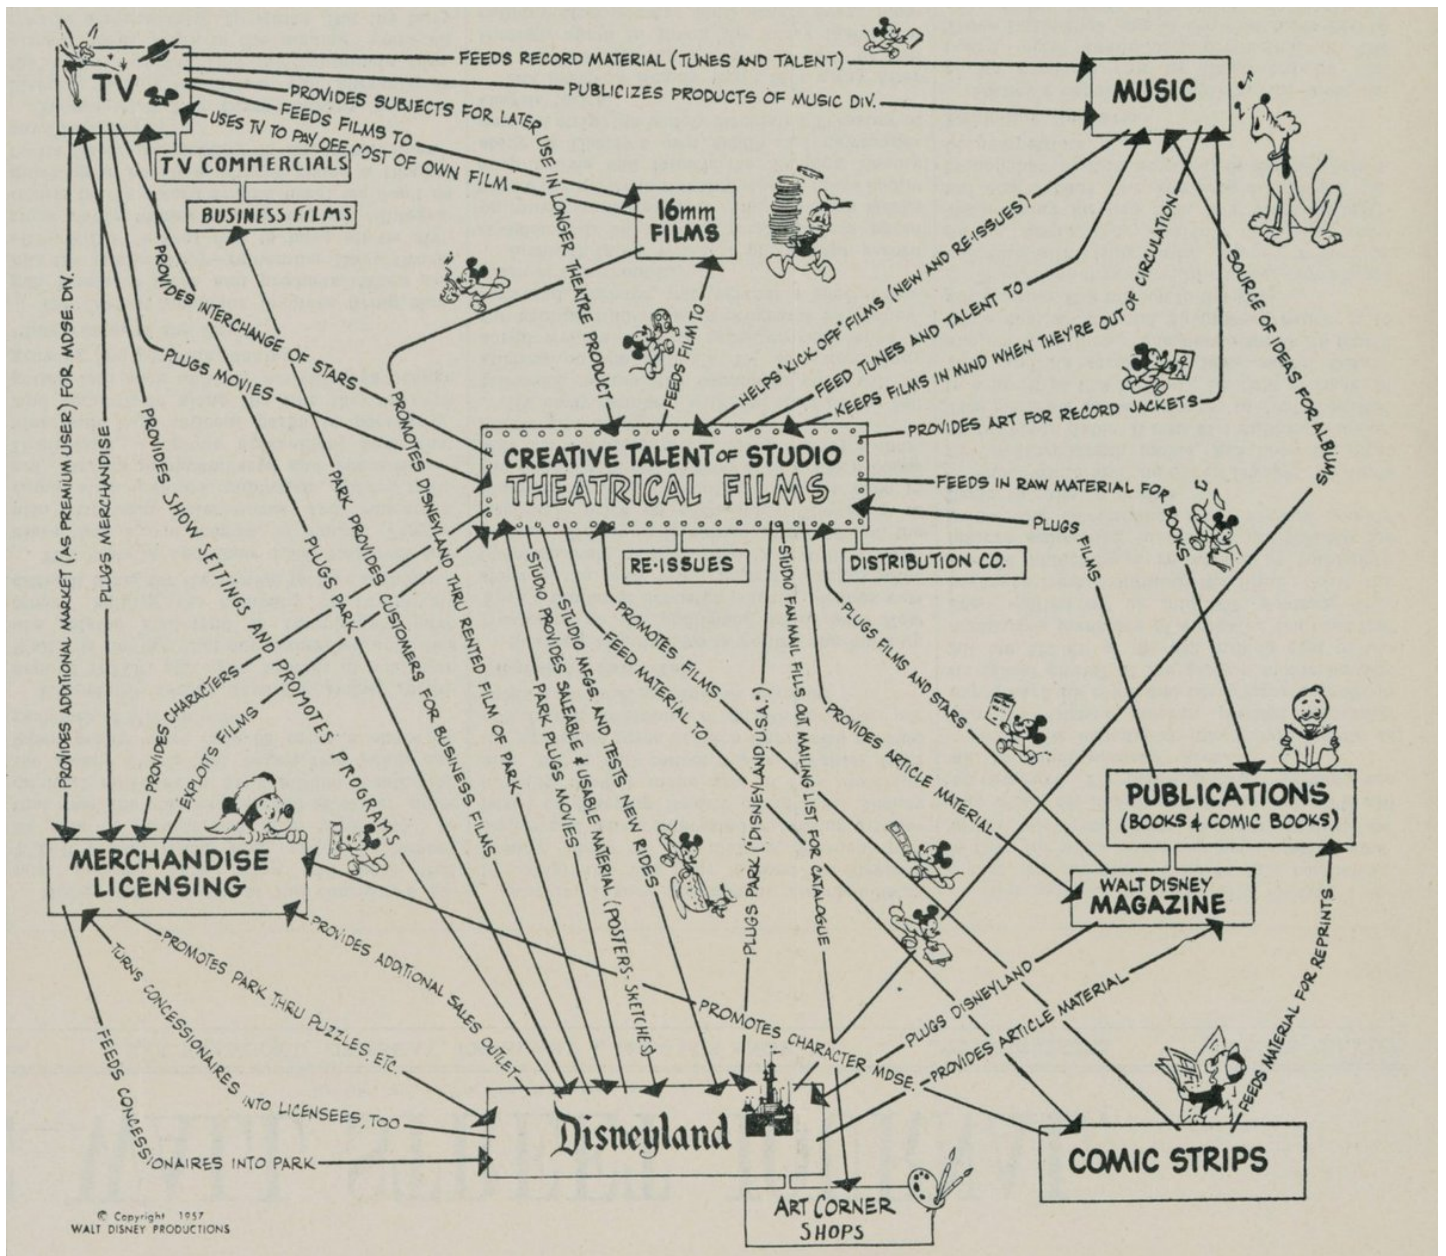 TV
TV COMMERCIALS
BUSINESS FILMS
FEEDS RECORD MATERIAL (TUNES AND TALENT)
PUBLICIZES PRODUCTS OF MUSIC DIV.
PROVIDES SUBJECTS FOR LATER USE IN LONGER THEATRE PRODUCT
FEEDS FILMS TO
USES TV TO PAY OFF COST OF OWN FILM
MUSIC
16mm
FILMS
PROVIDES INTERCHANGE OF STARS
PLUGS MOVIES
PROMOTES DISNEYLAND THRU RENTED FILM OF PARK
FEEDS FILM TO
HELPS "KICK OFF" FILMS (NEW AND RE-ISSUES)
FEED TUNES AND TALENT TO
KEEPS FILMS IN MIND WHEN THEY'RE OUT OF CIRCULATION
PROVIDES ART FOR RECORD JACKETS
SOURCE OF IDEAS FOR ALBUMS
CREATIVE TALENT OF STUDIO
THEATRICAL FILMS
RE-ISSUES
DISTRIBUTION CO.
FEEDS IN RAW MATERIAL FOR BOOKS
PLUGS FILMS
PROVIDES ADDITIONAL MARKET (AS PREMIUM USER) FOR MDSE. DIV.
PLUGS MERCHANDISE
PROVIDES SHOW SETTINGS AND PROMOTES PROGRAMS
PLUGS PARK
PARK PROVIDES CUSTOMERS FOR BUSINESS FILMS
PROVIDES CHARACTERS
EXPLOITS FILMS
PARK PLUGS MOVIES
STUDIO PROVIDES SALEABLE & USABLE MATERIAL (POSTERS-SKETCHES)
STUDIO MFGS. AND TESTS NEW RIDES
FEED MATERIAL TO
PROMOTES FILMS
PLUGS PARK ("DISNEYLAND U.S.A.")
STUDIO FAN MAIL FILLS OUT MAILING LIST FOR CATALOGUE
PROVIDES ARTICLE MATERIAL
PLUGS FILMS AND STARS
PUBLICATIONS
(BOOKS & COMIC BOOKS)
WALT DISNEY
MAGAZINE
MERCHANDISE
LICENSING
PROVIDES ADDITIONAL SALES OUTLET
PROMOTES PARK THRU PUZZLES, ETC.
TURNS CONCESSIONAIRES INTO LICENSEES, TOO
FEEDS CONCESSIONAIRES INTO PARK
PROMOTES CHARACTER MDSE.
PLUGS DISNEYLAND
PROVIDES ARTICLE MATERIAL
FEEDS MATERIAL FOR REPRINTS
Disneyland
COMIC STRIPS
ART CORNER
SHOPS
© Copyright 1957
WALT DISNEY PRODUCTIONS